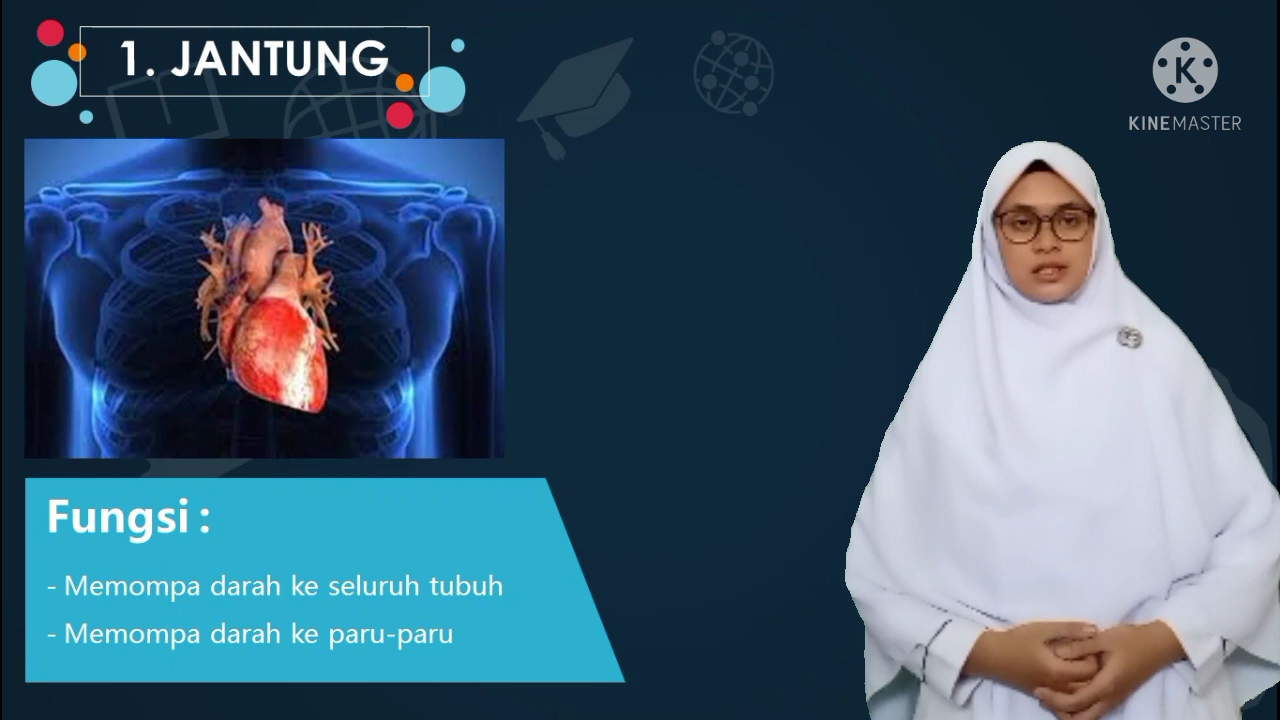 1. JANTUNG
K
KINEMASTER
Fungsi :
- Memompa darah ke seluruh tubuh
- Memompa darah ke paru-paru